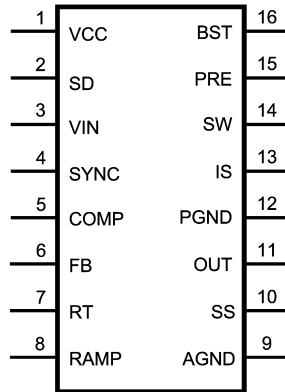 1 VCC BST 16
2 SD PRE 15
3 VIN SW 14
4 SYNC IS 13
5 COMP PGND 12
6 FB OUT 11
7 RT SS 10
8 RAMP AGND 9